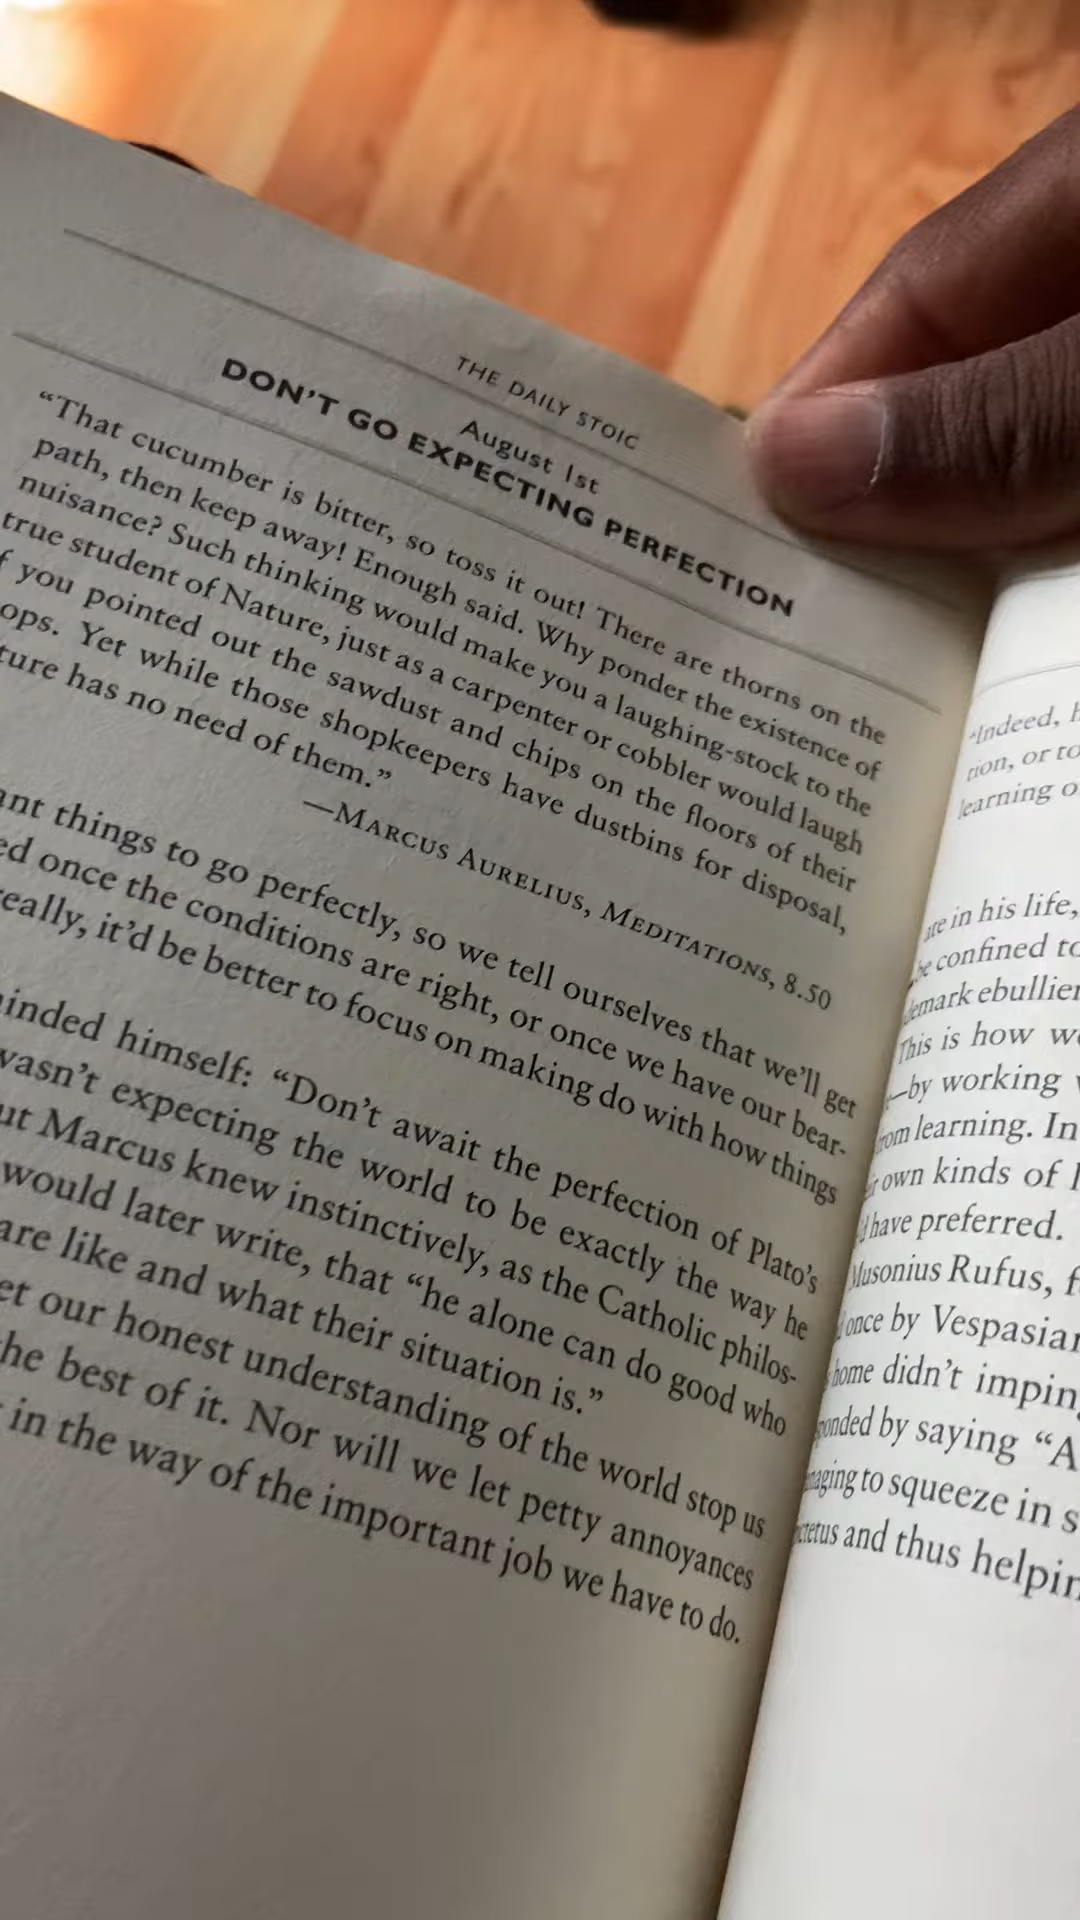 THE DAILY STOIC
August 1st
DON'T GO EXPECTING PERFECTION
“That cucumber is bitter, so toss it out! There are thorns on the
path, then keep away! Enough said. Why ponder the existence of
nuisance? Such thinking would make you a laughing-stock to the
true student of Nature, just as a carpenter or cobbler would laugh
f you pointed out the sawdust and chips on the floors of their
ops. Yet while those shopkeepers have dustbins for disposal,
ture has no need of them.”
—MARCUS AURELIUS, MEDITATIONS, 8.50
ant things to go perfectly, so we tell ourselves that we’ll get
ed once the conditions are right, or once we have our bear-
eally, it’d be better to focus on making do with how things
inded himself: “Don’t await the perfection of Plato’s
wasn’t expecting the world to be exactly the way he
ut Marcus knew instinctively, as the Catholic philos-
would later write, that “he alone can do good who
are like and what their situation is.”
et our honest understanding of the world stop us
he best of it. Nor will we let petty annoyances
in the way of the important job we have to do.
“Indeed, h
tion, or to
learning o
ate in his life,
be confined to
demark ebullien
This is how we
—by working
rom learning. In
own kinds of
have preferred.
Musonius Rufus, f
once by Vespasian
home didn’t imping
ponded by saying “A
naging to squeeze in s
ctetus and thus helpin